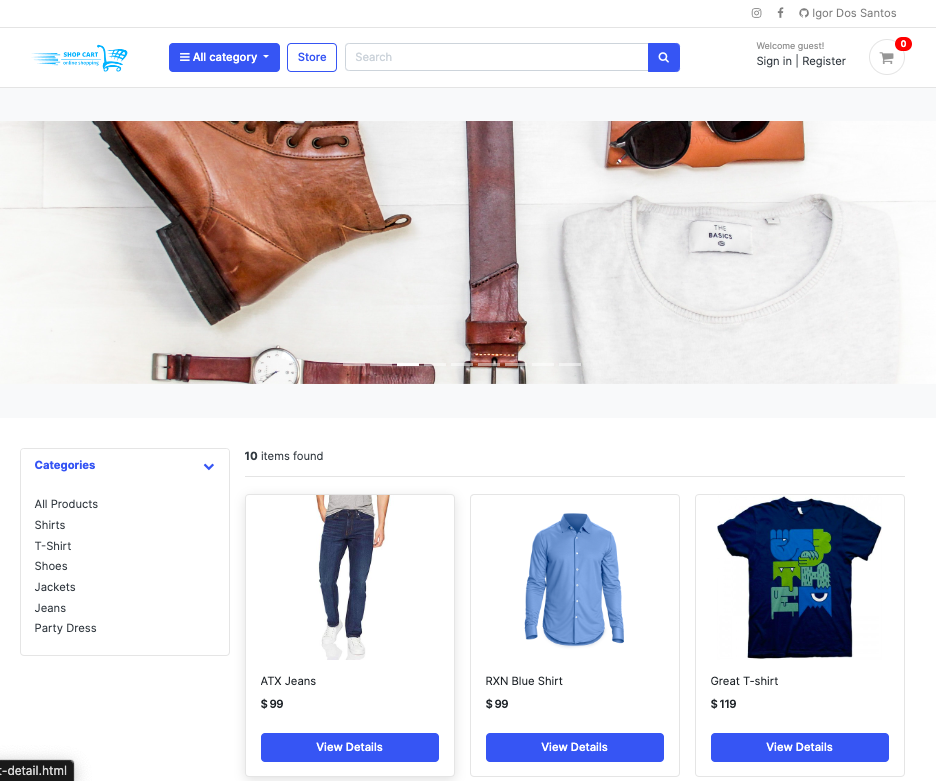 Igor Dos Santos
SHOP CART
online shopping
All category
Store
Search
Welcome guest!
Sign in | Register
0
THE
BASICS
Categories
All Products
Shirts
T-Shirt
Shoes
Jackets
Jeans
Party Dress
10 items found
ATX Jeans
$ 99
View Details
RXN Blue Shirt
$ 99
View Details
Great T-shirt
$ 119
View Details
t-detail.html